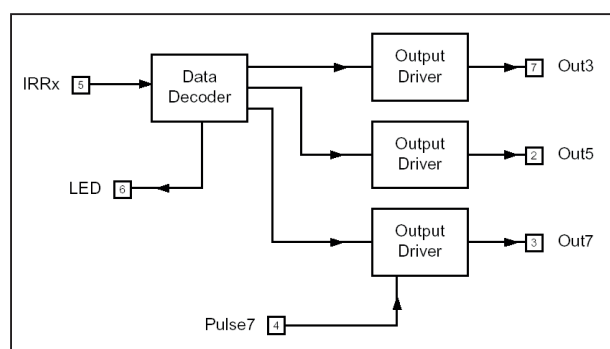 IRRx 5
Data
Decoder
Output
Driver
7 Out3
Output
Driver
2 Out5
LED 6
Output
Driver
3 Out7
Pulse7 4